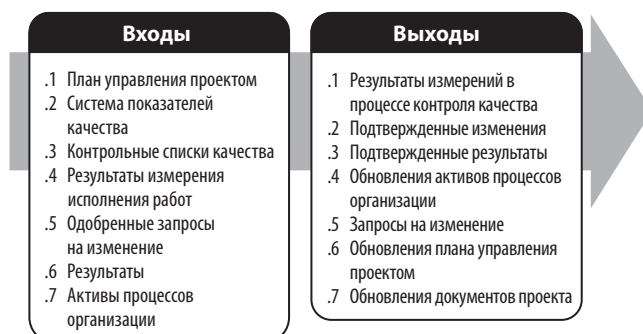 Входы
.1 План управления проектом
.2 Система показателей
качества
.3 Контрольные списки качества
.4 Результаты измерения
исполнения работ
.5 Одобренные запросы
на изменение
.6 Результаты
.7 Активы процессов
организации
Выходы
.1 Результаты измерений в
процессе контроля качества
.2 Подтвержденные изменения
.3 Подтвержденные результаты
.4 Обновления активов процессов
организации
.5 Запросы на изменение
.6 Обновления плана управления
проектом
.7 Обновления документов проекта